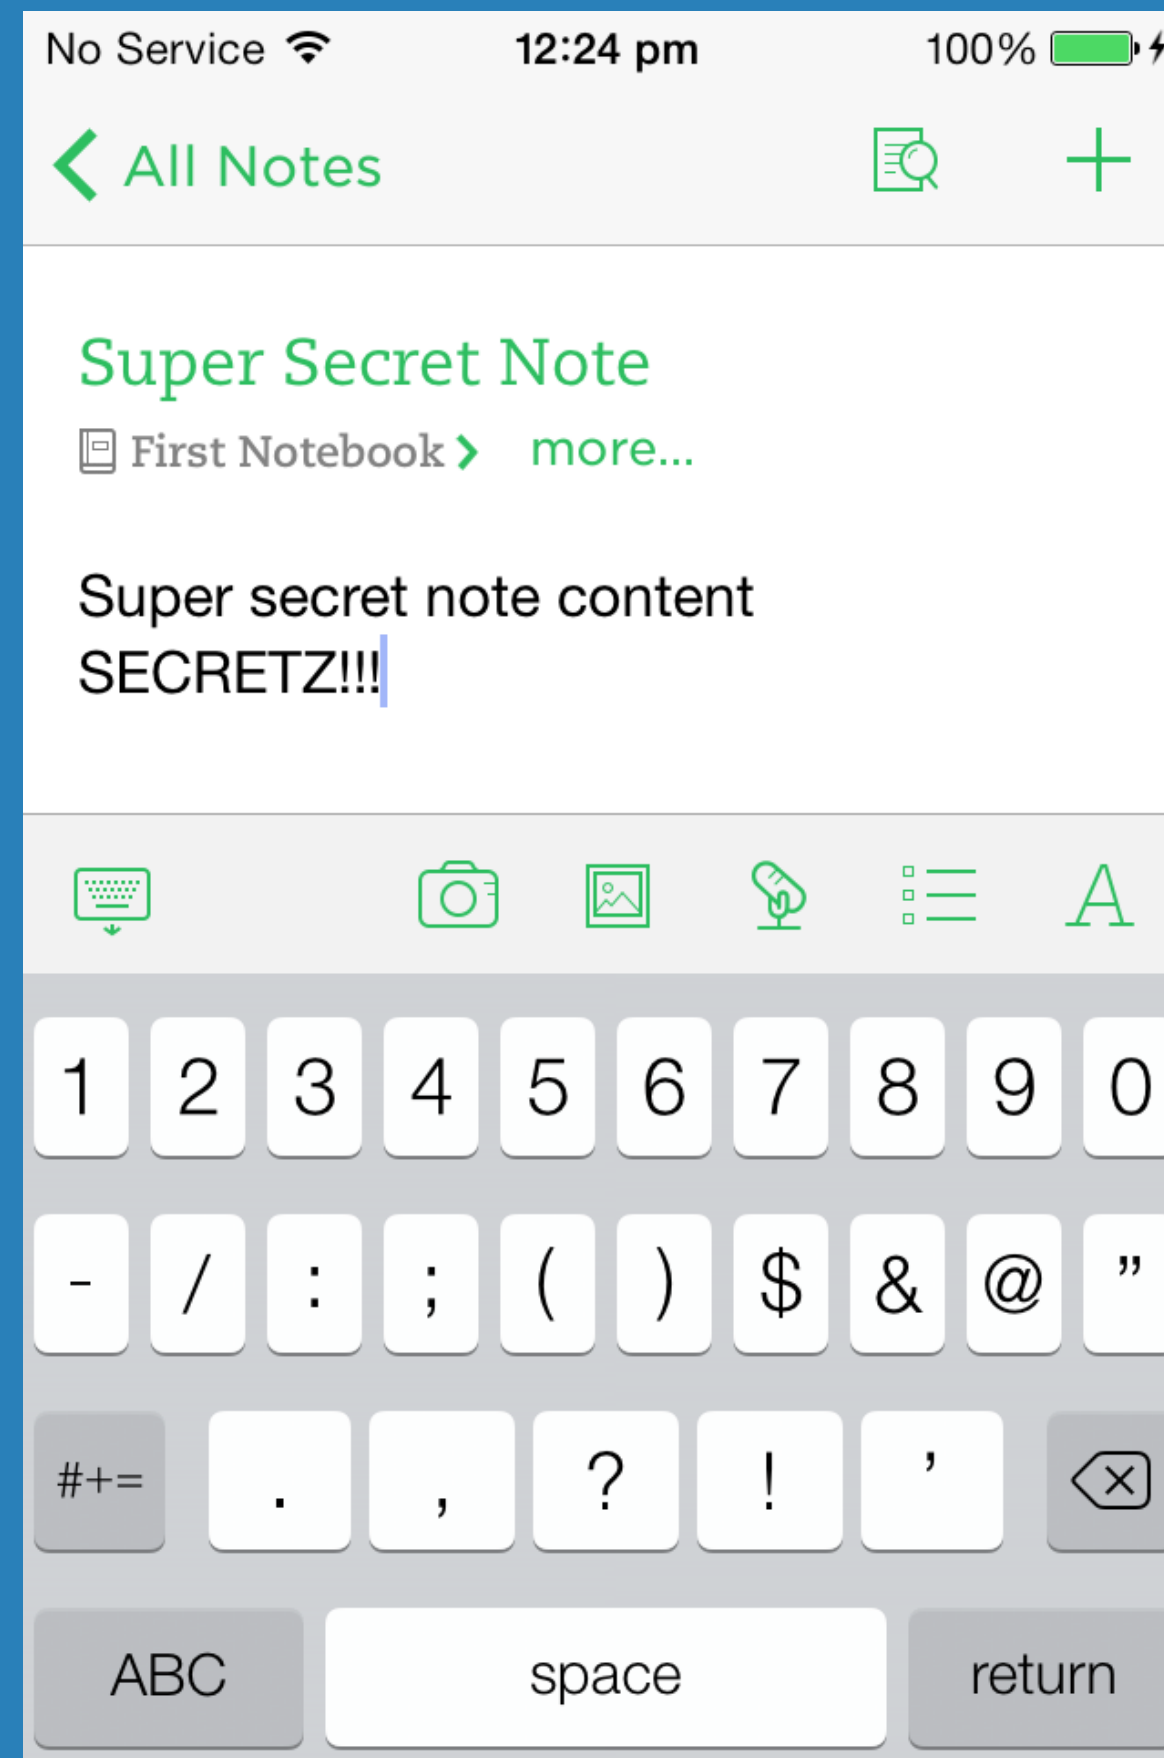 No Service 12:24 pm 100%
All Notes
Super Secret Note
First Notebook more...
Super secret note content
SECRETZ!!!
A
1 2 3 4 5 6 7 8 9 0
- / : ; ( ) $ & @ ”
#+= . , ? ! ’
ABC space return